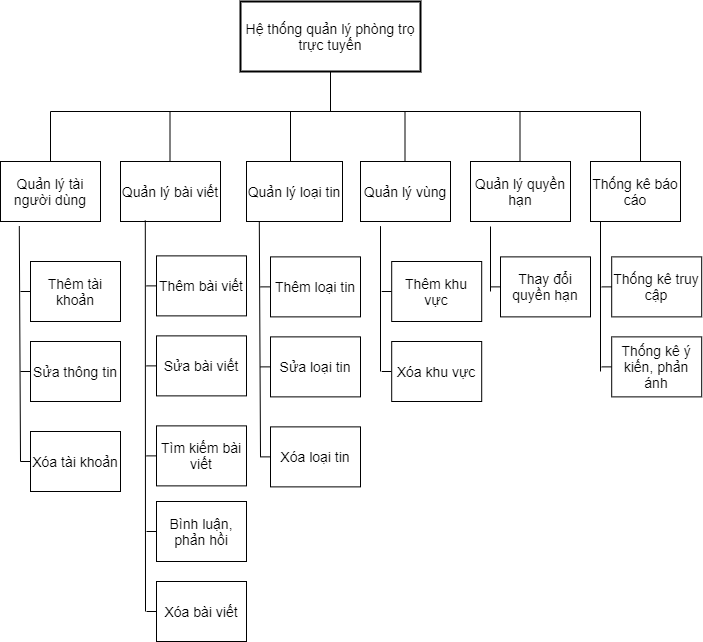 Hệ thống quản lý phòng trọ
trực tuyến
Quản lý tài
người dùng
Quản lý bài viết
Quản lý loại tin
Quản lý vùng
Quản lý quyền
hạn
Thống kê báo
cáo
Thêm tài
khoản
Sửa thông tin
Xóa tài khoản
Thêm bài viết
Sửa bài viết
Tìm kiếm bài
viết
Bình luận,
phản hồi
Xóa bài viết
Thêm loại tin
Sửa loại tin
Xóa loại tin
Thêm khu
vực
Xóa khu vực
Thay đổi
quyền hạn
Thống kê truy
cập
Thống kê ý
kiến, phản
ánh